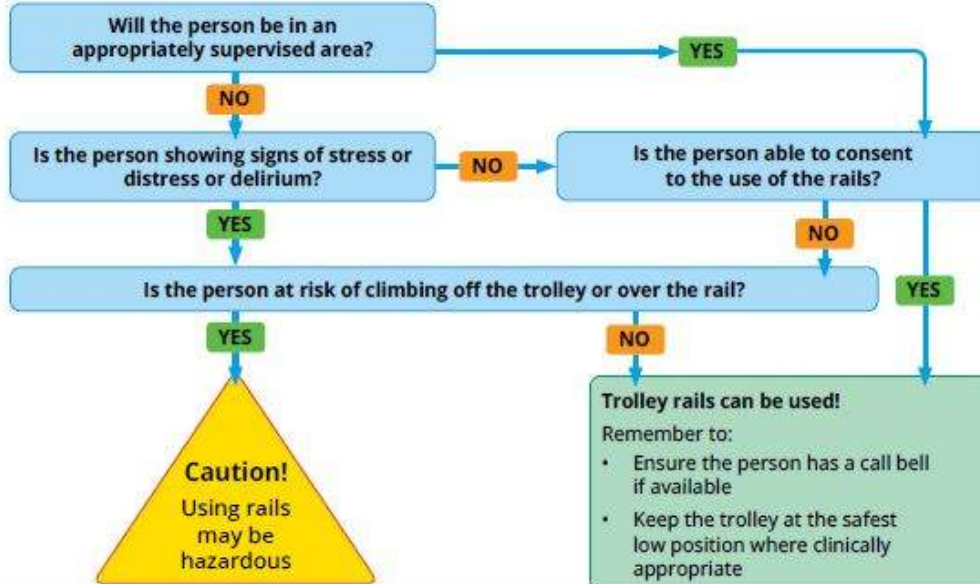 Will the person be in an
appropriately supervised area?
YES
NO
Is the person showing signs of stress or
distress or delirium?
NO
Is the person able to consent
to the use of the rails?
YES
NO
Is the person at risk of climbing off the trolley or over the rail?
YES
YES
NO
Caution!
Using rails
may be
hazardous
Trolley rails can be used!
Remember to:
• Ensure the person has a call bell
if available
• Keep the trolley at the safest
low position where clinically
appropriate